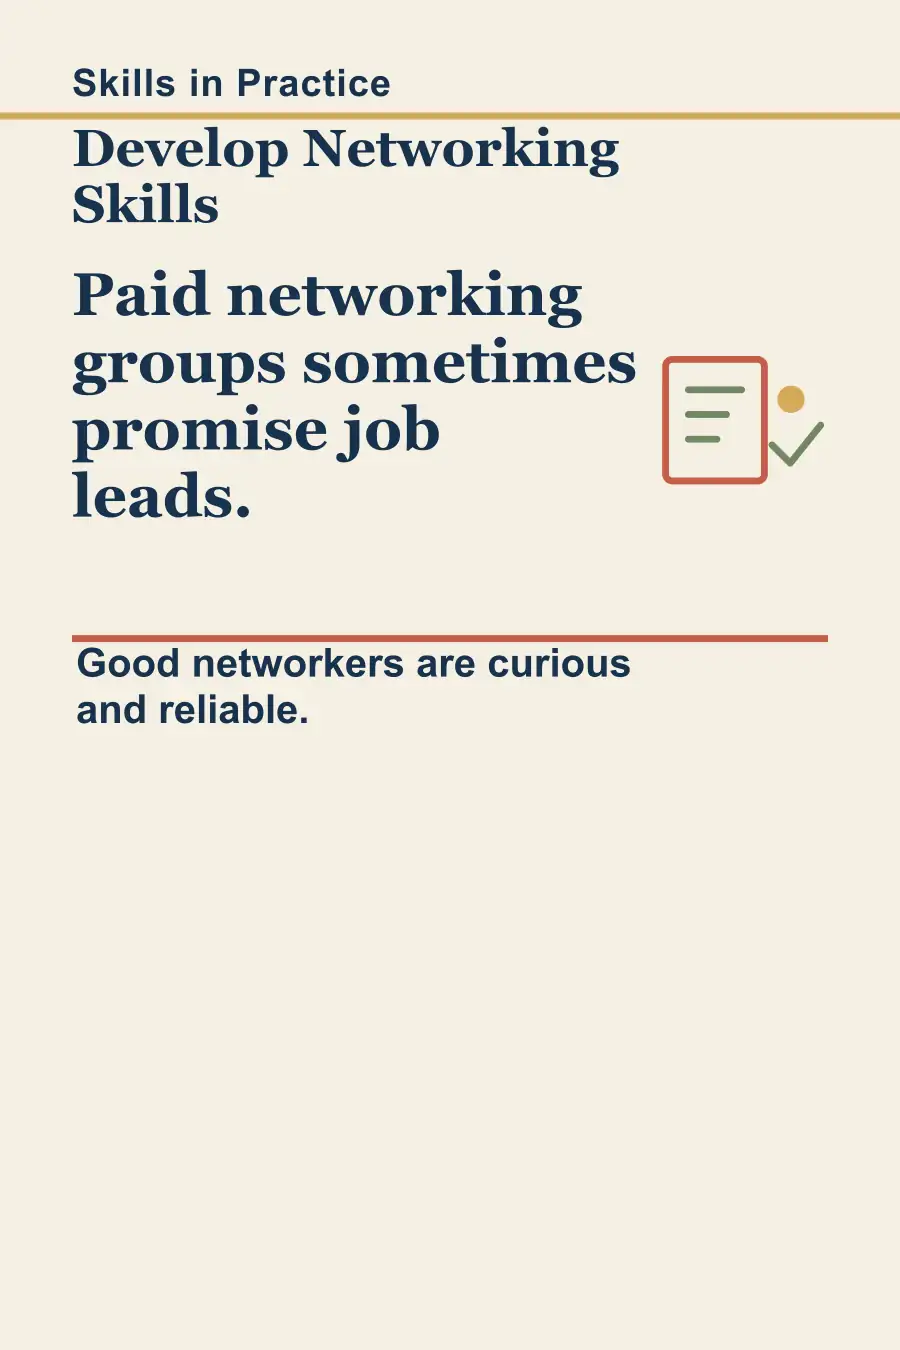 Skills in Practice
Develop Networking
Skills
Paid networking
groups sometimes
promise job
leads.
Good networkers are curious
and reliable.